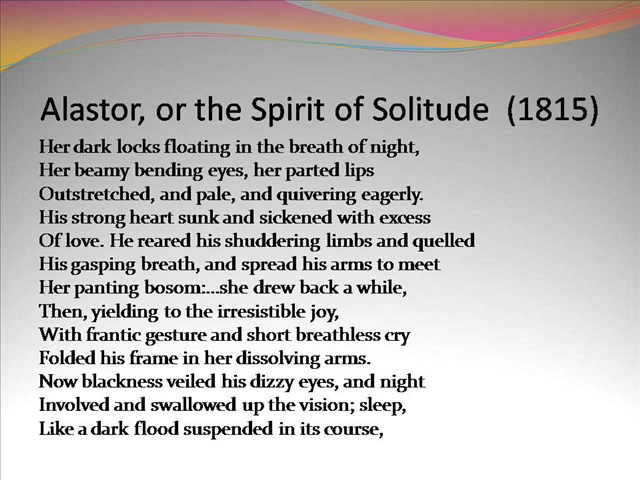 Alastor, or the Spirit of Solitude (1815)
Her dark locks floating in the breath of night,
Her beamy bending eyes, her parted lips
Outstretched, and pale, and quivering eagerly.
His strong heart sunk and sickened with excess
Of love. He reared his shuddering limbs and quelled
His gasping breath, and spread his arms to meet
Her panting bosom:...she drew back a while,
Then, yielding to the irresistible joy,
With frantic gesture and short breathless cry
Folded his frame in her dissolving arms.
Now blackness veiled his dizzy eyes, and night
Involved and swallowed up the vision; sleep,
Like a dark flood suspended in its course,